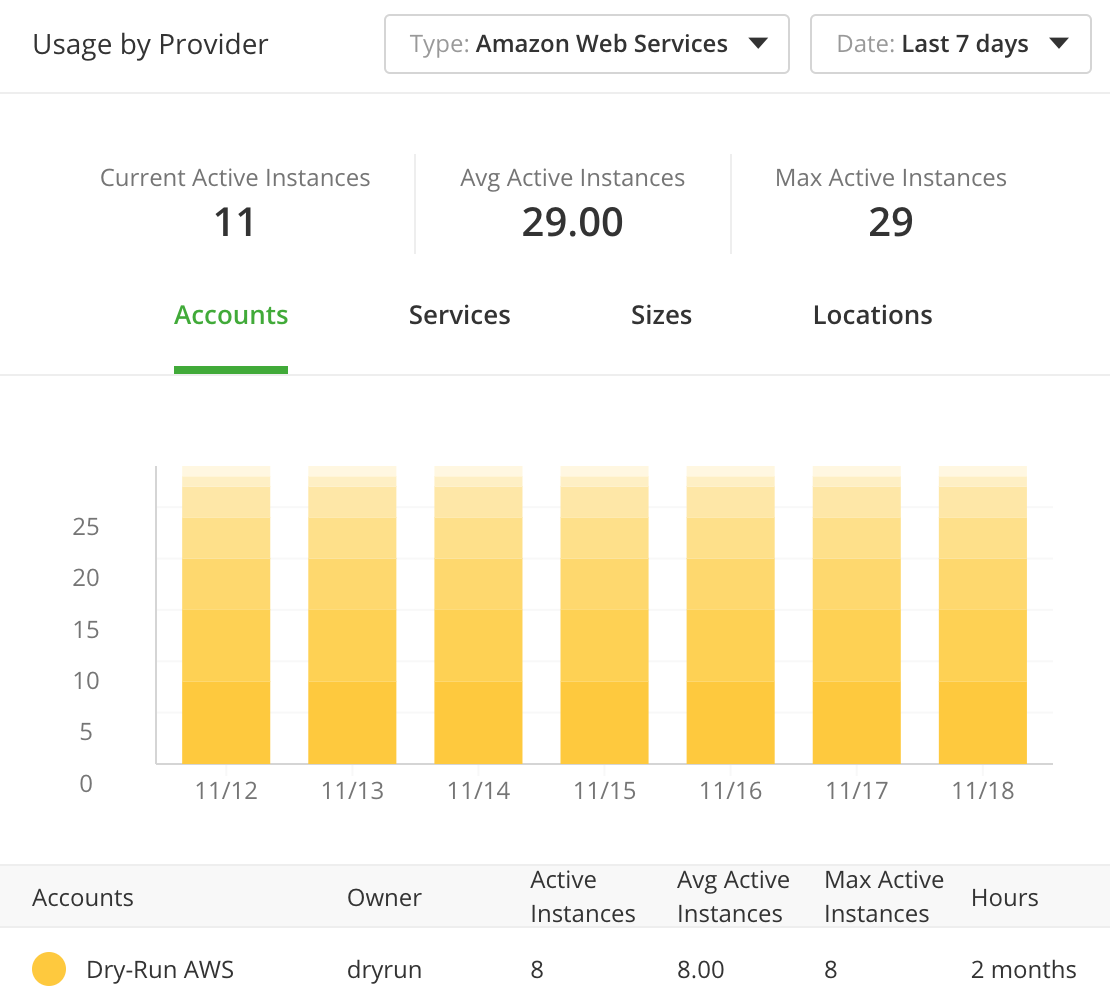 Usage by Provider
Type: Amazon Web Services
Date: Last 7 days
Current Active Instances
11
Avg Active Instances
29.00
Max Active Instances
29
Accounts
Services
Sizes
Locations
25
20
15
10
5
0
11/12
11/13
11/14
11/15
11/16
11/17
11/18
Accounts
Owner
Active
Instances
Avg Active
Instances
Max Active
Instances
Hours
Dry-Run AWS
dryrun
8
8.00
8
2 months